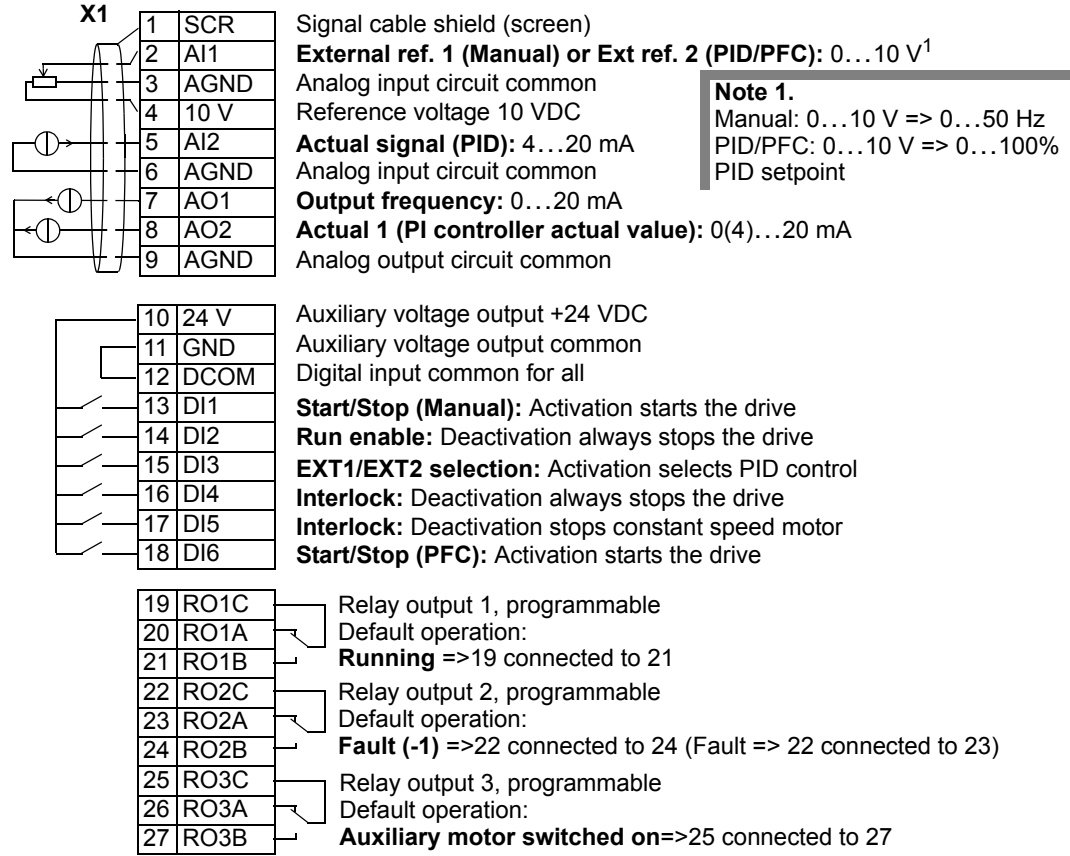 X1
1 SCR Signal cable shield (screen)
2 AI1 External ref. 1 (Manual) or Ext ref. 2 (PID/PFC): 0…10 V1
3 AGND Analog input circuit common
4 10 V Reference voltage 10 VDC
5 AI2 Actual signal (PID): 4…20 mA
6 AGND Analog input circuit common
7 AO1 Output frequency: 0…20 mA
8 AO2 Actual 1 (PI controller actual value): 0(4)…20 mA
9 AGND Analog output circuit common
Note 1.
Manual: 0…10 V => 0…50 Hz
PID/PFC: 0…10 V => 0…100%
PID setpoint
10 24 V Auxiliary voltage output +24 VDC
11 GND Auxiliary voltage output common
12 DCOM Digital input common for all
13 DI1 Start/Stop (Manual): Activation starts the drive
14 DI2 Run enable: Deactivation always stops the drive
15 DI3 EXT1/EXT2 selection: Activation selects PID control
16 DI4 Interlock: Deactivation always stops the drive
17 DI5 Interlock: Deactivation stops constant speed motor
18 DI6 Start/Stop (PFC): Activation starts the drive
19 RO1C Relay output 1, programmable
20 RO1A Default operation:
21 RO1B Running =>19 connected to 21
22 RO2C Relay output 2, programmable
23 RO2A Default operation:
24 RO2B Fault (-1) =>22 connected to 24 (Fault => 22 connected to 23)
25 RO3C Relay output 3, programmable
26 RO3A Default operation:
27 RO3B Auxiliary motor switched on=>25 connected to 27